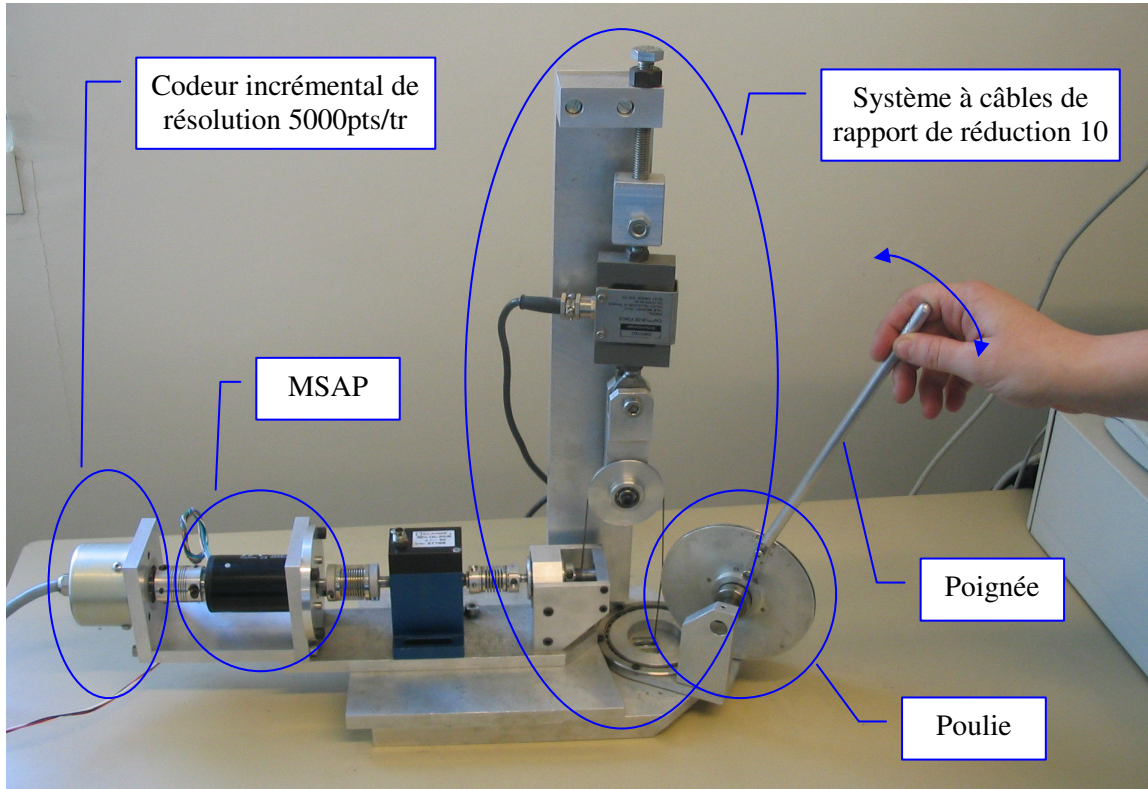 Codeur incrémental de
résolution 5000pts/tr
Système à câbles de
rapport de réduction 10
MSAP
Poignée
Poulie